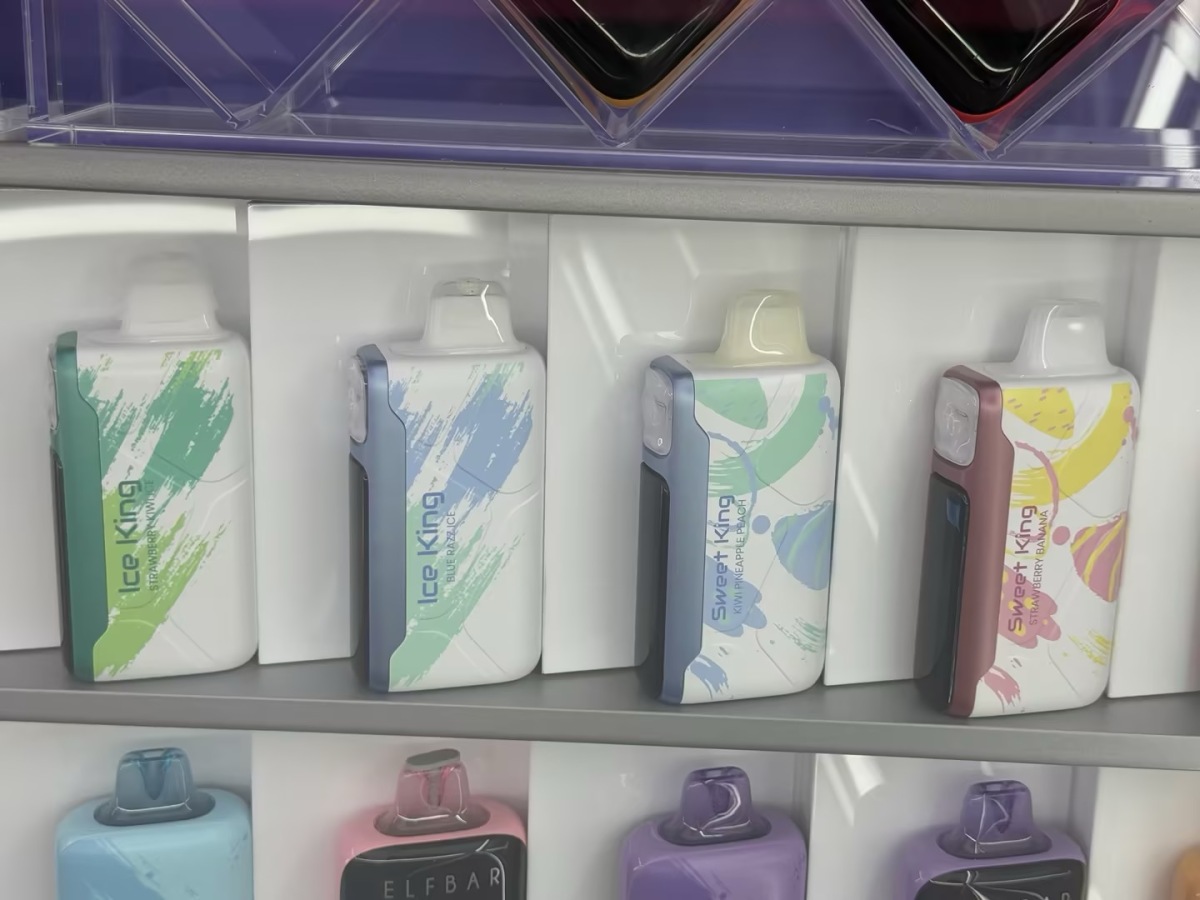 Ice King
STRAWBERRY KIWI ICE
Ice King
BLUE RAZZ ICE
Sweet King
KIWI PINEAPPLE PEACH
Sweet King
STRAWBERRY BANANA
ELFBAR